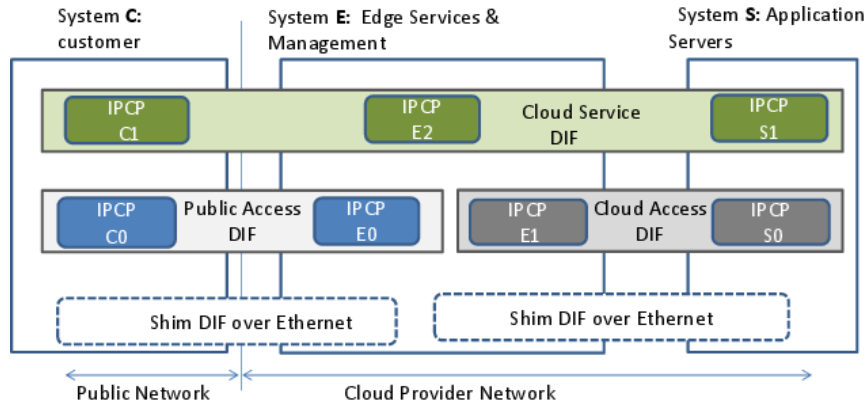 System C:
customer
System E: Edge Services &
Management
System S: Application
Servers
IPCP
C1
IPCP
E2
Cloud Service
DIF
IPCP
S1
IPCP
C0
Public Access
DIF
IPCP
E0
IPCP
E1
Cloud Access
DIF
IPCP
S0
Shim DIF over Ethernet
Shim DIF over Ethernet
Public Network
Cloud Provider Network